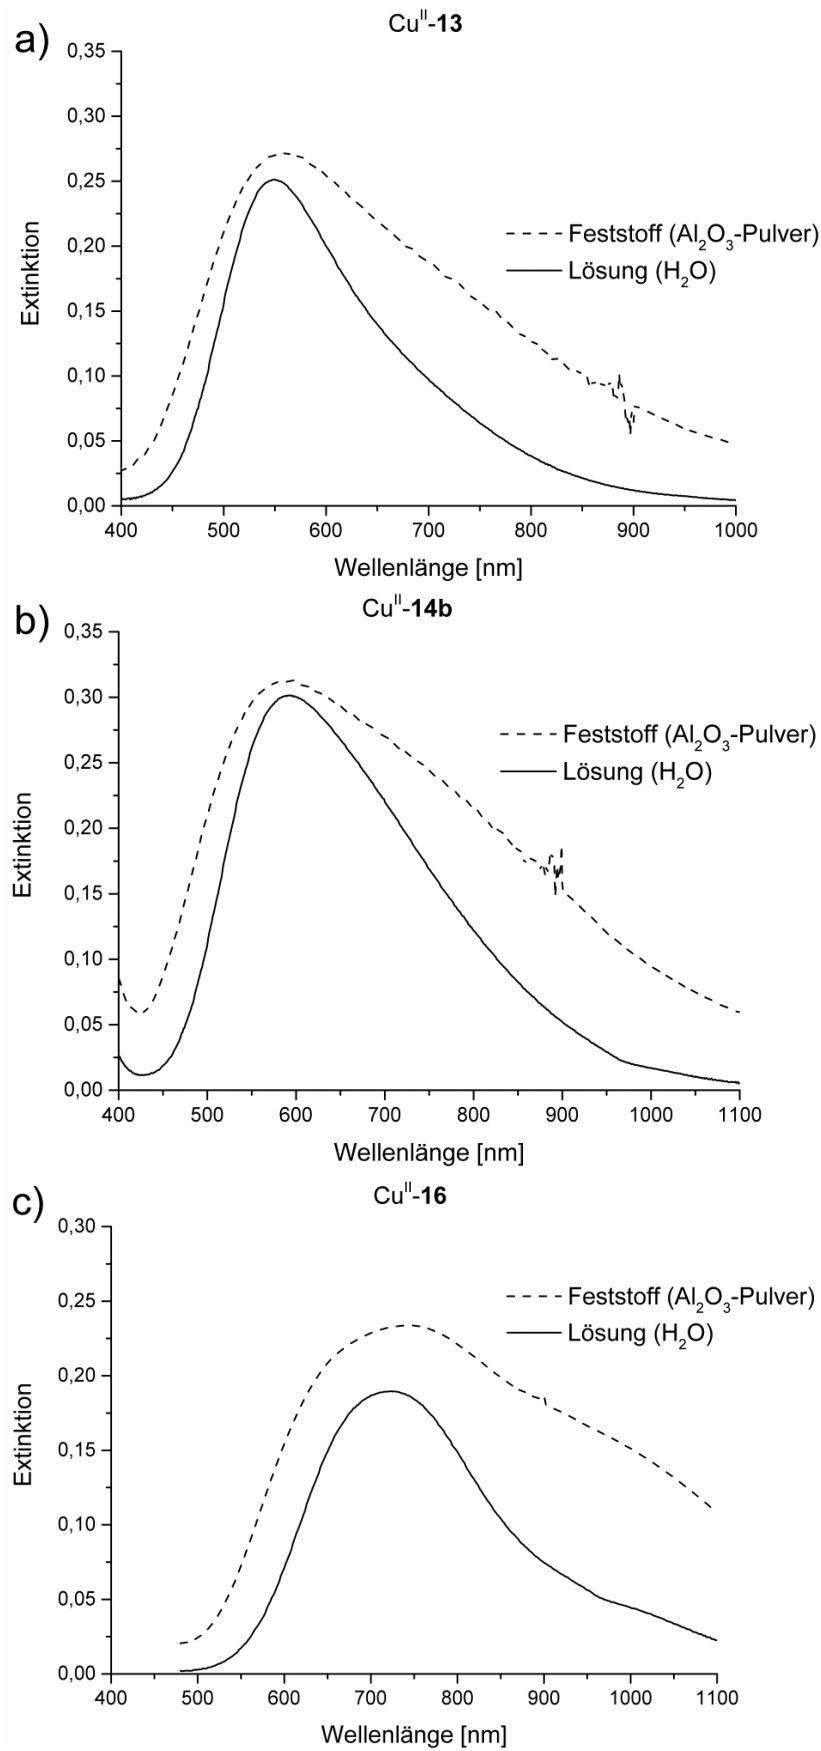 a)
Cu^II-13
0,35
0,30
0,25
0,20
0,15
0,10
0,05
0,00
Extinktion
Feststoff (Al₂O₃-Pulver)
Lösung (H₂O)
400 500 600 700 800 900 1000
Wellenlänge [nm]
b)
Cu^II-14b
0,35
0,30
0,25
0,20
0,15
0,10
0,05
0,00
Extinktion
Feststoff (Al₂O₃-Pulver)
Lösung (H₂O)
400 500 600 700 800 900 1000 1100
Wellenlänge [nm]
c)
Cu^II-16
0,30
0,25
0,20
0,15
0,10
0,05
0,00
Extinktion
Feststoff (Al₂O₃-Pulver)
Lösung (H₂O)
400 500 600 700 800 900 1000 1100
Wellenlänge [nm]